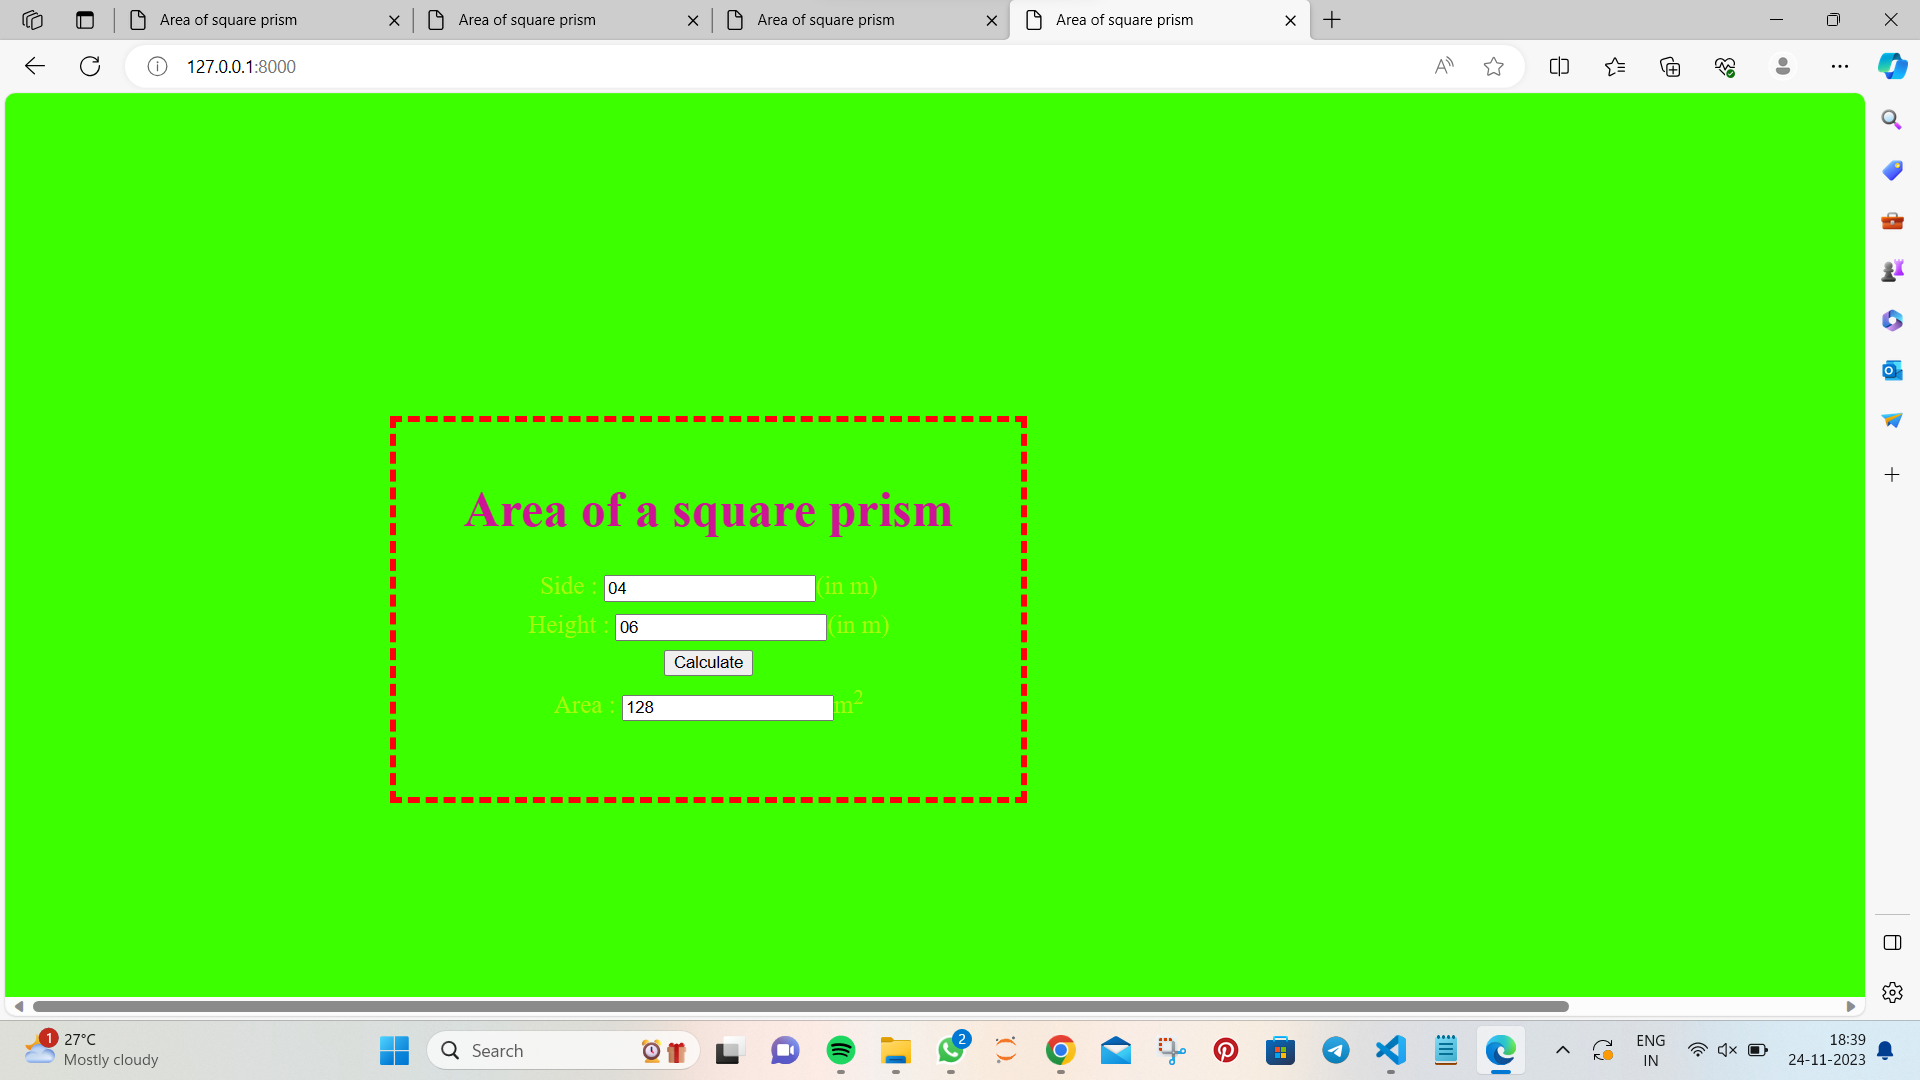 Area of square prism
Area of square prism
Area of square prism
Area of square prism
127.0.0.1:8000
Area of a square prism
Side : 04(in m)
Height : 06(in m)
Calculate
Area : 128m²
1
27°C
Mostly cloudy
Search
2
ENG
IN
18:39
24-11-2023